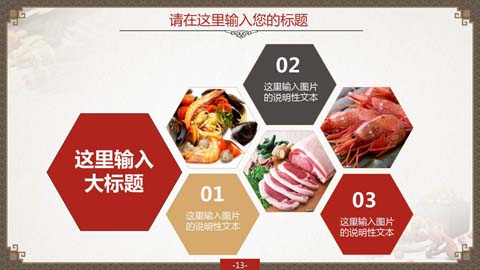 请在这里输入您的标题
02
这里输入图片
的说明性文本
这里输入
大标题
01
这里输入图片
的说明性文本
03
这里输入图片
的说明性文本
-13-